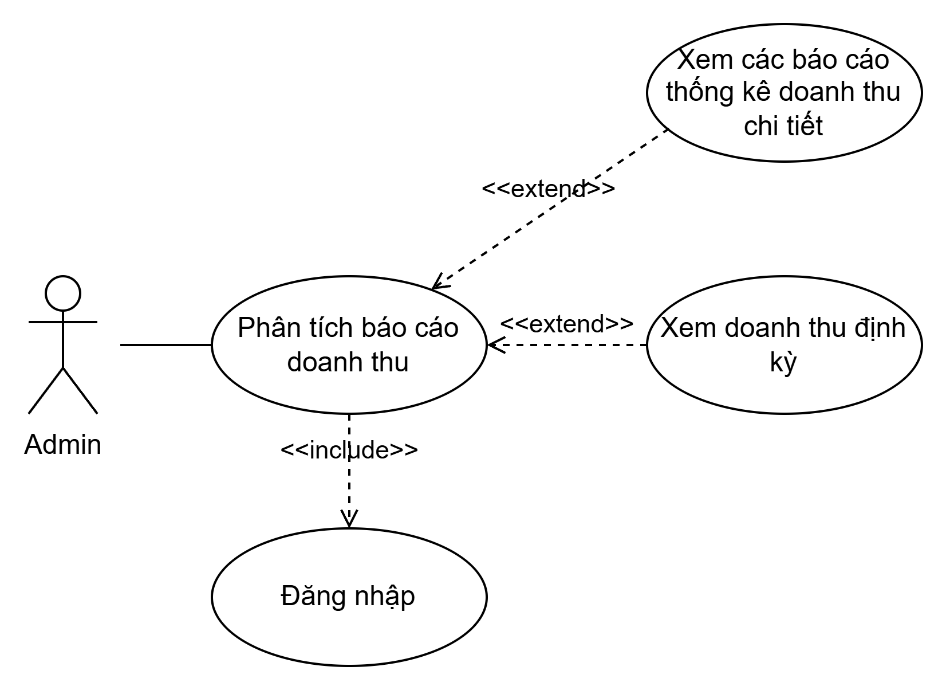 Xem các báo cáo
thống kê doanh thu
chi tiết
<<extend>>
Phân tích báo cáo
doanh thu
<<extend>>
Xem doanh thu định
kỳ
Admin
<<include>>
Đăng nhập